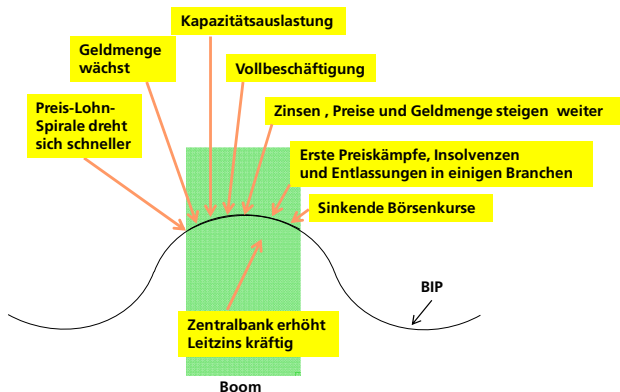 Kapazitätsauslastung
Geldmenge
wächst
Vollbeschäftigung
Preis-Lohn-
Spirale dreht
sich schneller
Zinsen , Preise und Geldmenge steigen weiter
Erste Preiskämpfe, Insolvenzen
und Entlassungen in einigen Branchen
Sinkende Börsenkurse
BIP
Zentralbank erhöht
Leitzins kräftig
Boom